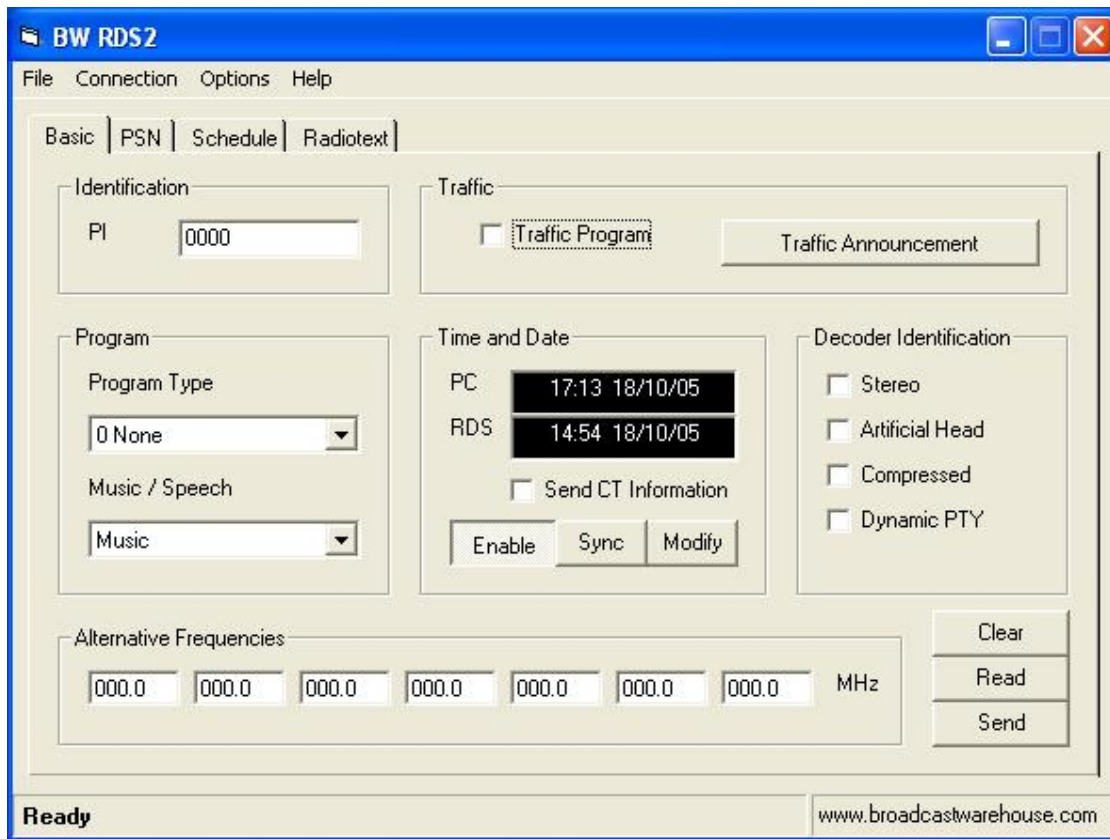 BW RDS2
File Connection Options Help
Basic PSN Schedule Radiotext
Identification
PI 0000
Traffic
Traffic Program Traffic Announcement
Program
Program Type
0 None
Music / Speech
Music
Time and Date
PC 17:13 18/10/05
RDS 14:54 18/10/05
Send CT Information
Enable Sync Modify
Decoder Identification
Stereo
Artificial Head
Compressed
Dynamic PTY
Alternative Frequencies
000.0 000.0 000.0 000.0 000.0 000.0 000.0 MHz
Clear
Read
Send
Ready www.broadcastwarehouse.com